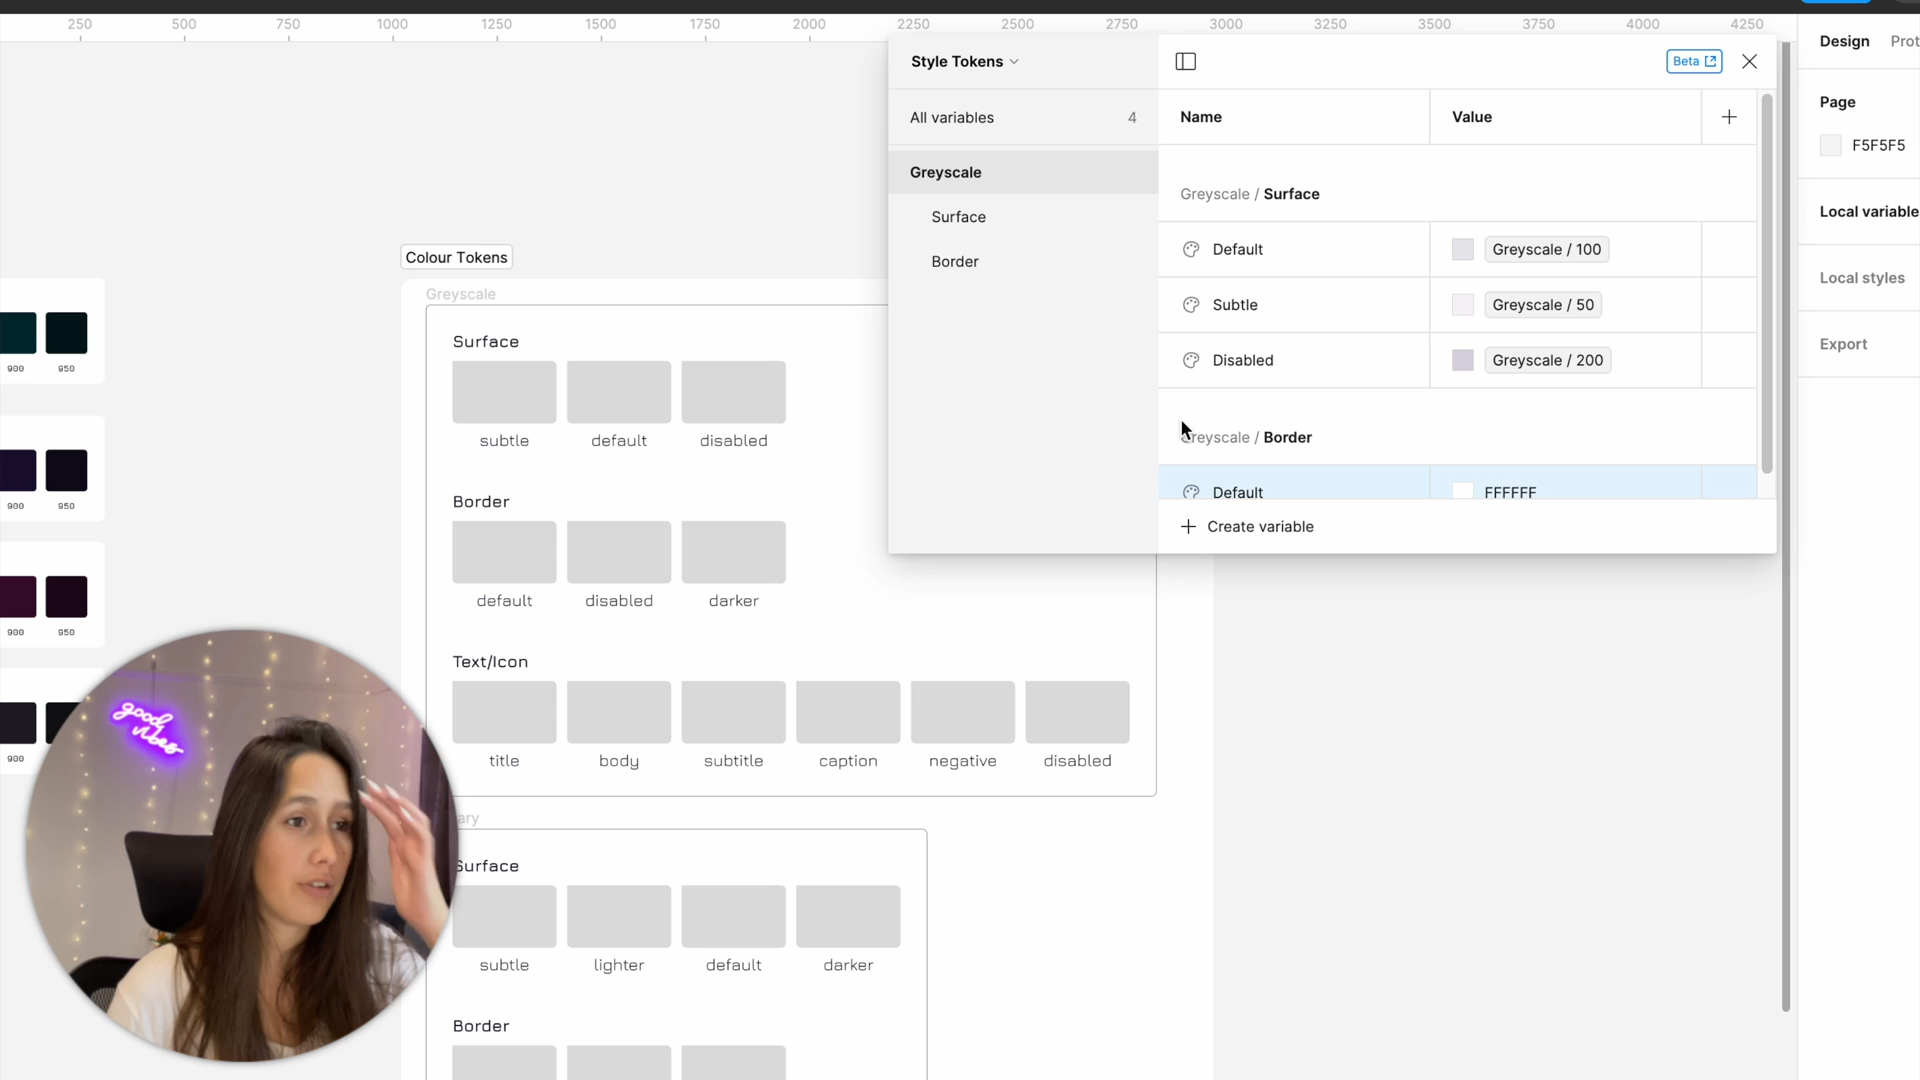 250 500 750 1000 1250 1500 1750 2000 2250 2500 2750 3000 3250 3500 3750 4000 4250
Style Tokens
Beta
All variables 4
Name Value
Greyscale
Surface
Border
Greyscale / Surface
Default Greyscale / 100
Subtle Greyscale / 50
Disabled Greyscale / 200
Greyscale / Border
Default FFFFFF
Create variable
Design Prot
Page
F5F5F5
Local variable
Local styles
Export
Colour Tokens
Greyscale
Surface
subtle default disabled
Border
default disabled darker
Text/Icon
title body subtitle caption negative disabled
ary
Surface
subtle lighter default darker
Border
900 950
900 950
900 950
900
good
vibes